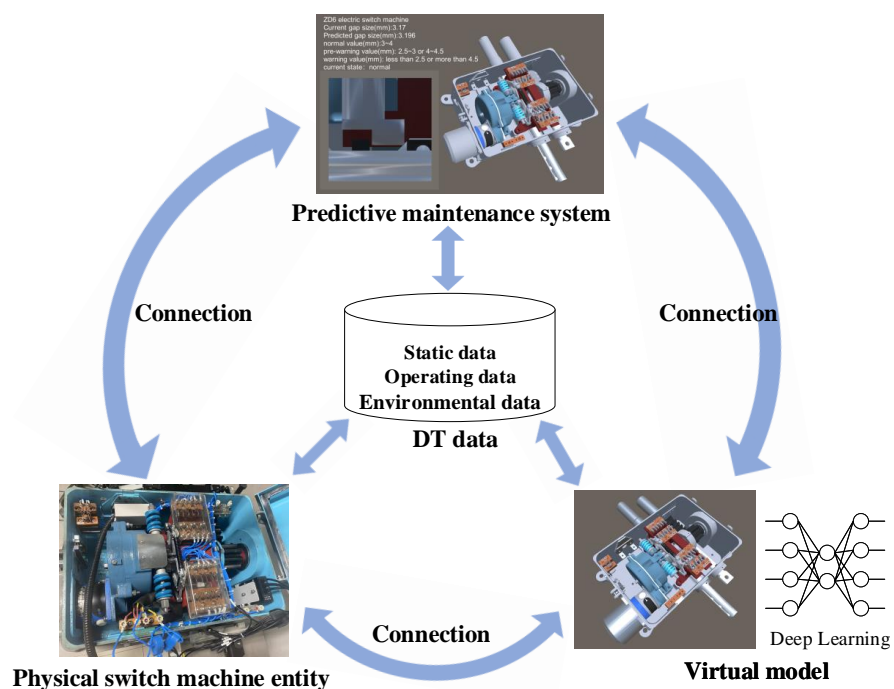 ZD6 electric switch machine
Current gap size(mm):3.17
Predicted gap size(mm):3.196
normal value(mm):3~4
pre-warning value(mm): 2.5~3 or 4~4.5
warning value(mm): less than 2.5 or more than 4.5
current state: normal
Predictive maintenance system
Connection
Connection
Static data
Operating data
Environmental data
DT data
Connection
Deep Learning
Physical switch machine entity
Virtual model